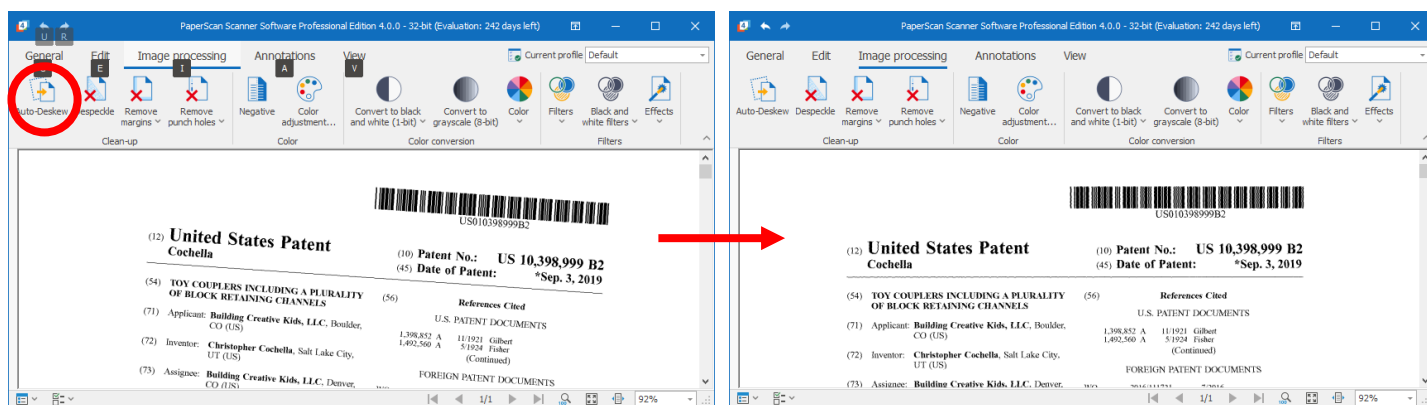 PaperScan Scanner Software Professional Edition 4.0.0 - 32-bit (Evaluation: 242 days left)
U R
General Edit Image processing Annotations View Current profile Default
E I A V
Auto-Deskew Despeckle Remove margins Remove punch holes Negative Color adjustment... Convert to black and white (1-bit) Convert to grayscale (8-bit) Color Filters Black and white filters Effects
Clean-up Color Color conversion Filters
US010398999B2
(12) United States Patent
Cochella
(10) Patent No.: US 10,398,999 B2
(45) Date of Patent: *Sep. 3, 2019
(54) TOY COUPLERS INCLUDING A PLURALITY
OF BLOCK RETAINING CHANNELS
(71) Applicant: Building Creative Kids, LLC, Boulder,
CO (US)
(72) Inventor: Christopher Cochella, Salt Lake City,
UT (US)
(73) Assignee: Building Creative Kids, LLC, Denver,
CO (US)
(56) References Cited
U.S. PATENT DOCUMENTS
1,398,852 A 11/1921 Gilbert
1,492,560 A 5/1924 Fisher
(Continued)
FOREIGN PATENT DOCUMENTS
1/1 92%
PaperScan Scanner Software Professional Edition 4.0.0 - 32-bit (Evaluation: 242 days left)
General Edit Image processing Annotations View Current profile Default
Auto-Deskew Despeckle Remove margins Remove punch holes Negative Color adjustment... Convert to black and white (1-bit) Convert to grayscale (8-bit) Color Filters Black and white filters Effects
Clean-up Color Color conversion Filters
US010398999B2
(12) United States Patent
Cochella
(10) Patent No.: US 10,398,999 B2
(45) Date of Patent: *Sep. 3, 2019
(54) TOY COUPLERS INCLUDING A PLURALITY
OF BLOCK RETAINING CHANNELS
(71) Applicant: Building Creative Kids, LLC, Boulder,
CO (US)
(72) Inventor: Christopher Cochella, Salt Lake City,
UT (US)
(73) Assignee: Building Creative Kids, LLC, Denver,
(56) References Cited
U.S. PATENT DOCUMENTS
1,398,852 A 11/1921 Gilbert
1,492,560 A 5/1924 Fisher
(Continued)
FOREIGN PATENT DOCUMENTS
1/1 92%